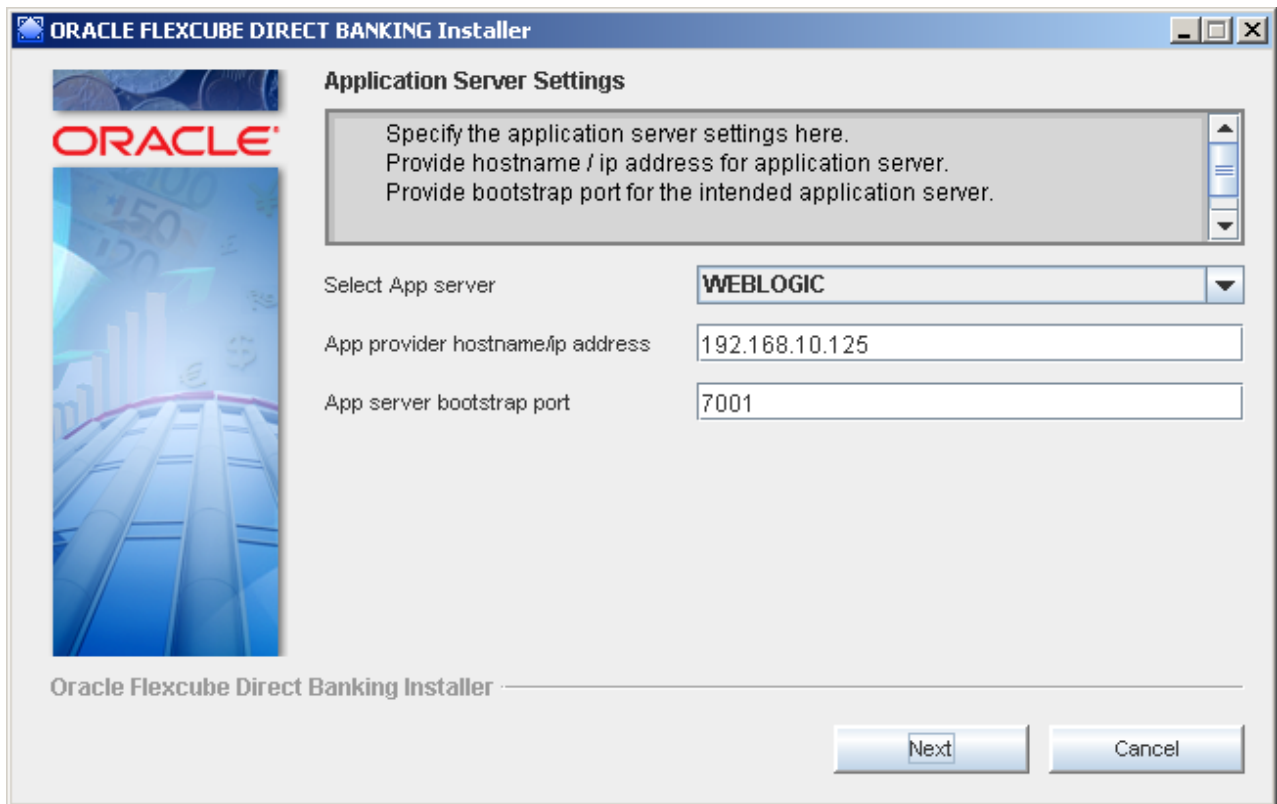 ORACLE FLEXCUBE DIRECT BANKING Installer
ORACLE
Application Server Settings
Specify the application server settings here.
Provide hostname / ip address for application server.
Provide bootstrap port for the intended application server.
Select App server
WEBLOGIC
App provider hostname/ip address
192.168.10.125
App server bootstrap port
7001
Oracle Flexcube Direct Banking Installer
Next
Cancel